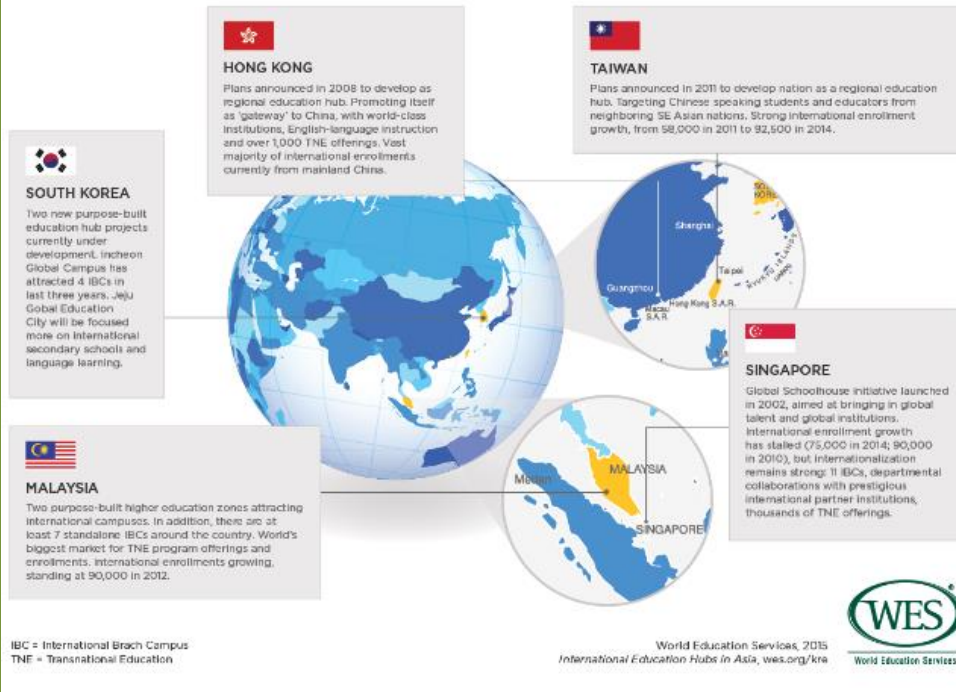 HONG KONG
Plans announced in 2008 to develop as
regional education hub. Promoting itself
as 'gateway' to China, with world-class
institutions, English-language instruction
and over 1,000 TNE offerings. Vast
majority of international enrollments
currently from mainland China.
TAIWAN
Plans announced in 2011 to develop nation as a regional education
hub. Targeting Chinese speaking students and educators from
neighboring SE Asian nations. Strong international enrollment
growth, from 58,000 in 2011 to 92,500 in 2014.
SOUTH KOREA
Two new purpose-built
education hub projects
currently under
development. Incheon
Global Campus has
attracted 4 IBCs in
last three years. Jeju
Gobal Education
City will be focused
more on international
secondary schools and
language learning.
Shanghai
Taipei
RYUKYU ISLANDS
Guangzhou
Hong Kong S.A.R.
Macau
S.A.R.
SINGAPORE
Global Schoolhouse initiative launched
in 2002, aimed at bringing in global
talent and global institutions.
International enrollment growth
has stalled (75,000 in 2014; 90,000
in 2010), but internationalization
remains strong: 11 IBCs, departmental
collaborations with prestigious
international partner institutions,
thousands of TNE offerings.
MALAYSIA
Two purpose-built higher education zones attracting
international campuses. In addition, there are at
least 7 standalone IBCs around the country. World's
biggest market for TNE program offerings and
enrollments. International enrollments growing,
standing at 90,000 in 2012.
MALAYSIA
Medan
SINGAPORE
IBC = International Brach Campus
TNE = Transnational Education
World Education Services, 2015
International Education Hubs in Asia, wes.org/kre
WES
World Education Services